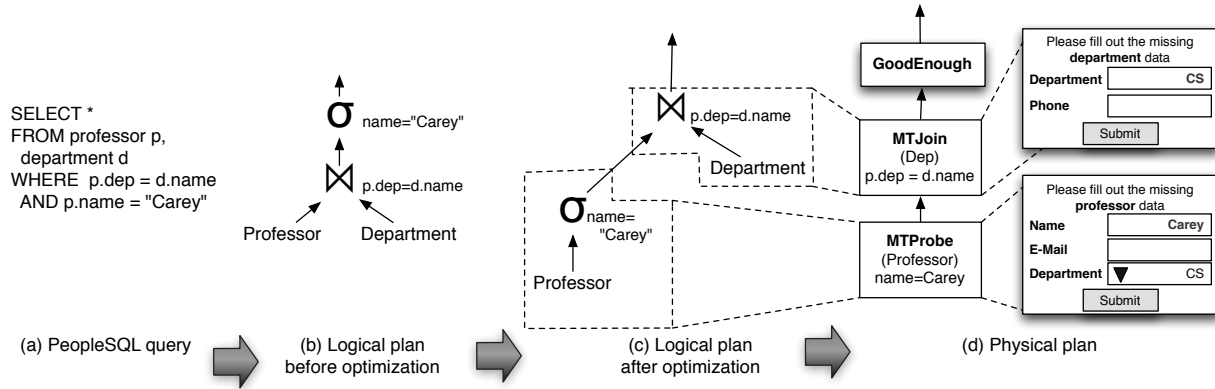 SELECT *
FROM professor p,
department d
WHERE p.dep = d.name
AND p.name = "Carey"
(a) PeopleSQL query
σ name="Carey"
⋈ p.dep=d.name
Professor
Department
(b) Logical plan
before optimization
⋈ p.dep=d.name
Department
σ name=
"Carey"
Professor
(c) Logical plan
after optimization
GoodEnough
MTJoin
(Dep)
p.dep = d.name
MTProbe
(Professor)
name=Carey
Please fill out the missing
department data
Department CS
Phone
Submit
Please fill out the missing
professor data
Name Carey
E-Mail
Department CS
Submit
(d) Physical plan